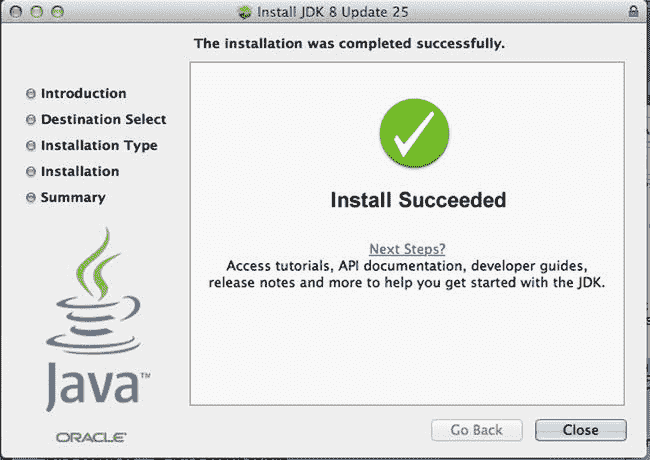 Install JDK 8 Update 25
The installation was completed successfully.
Introduction
Destination Select
Installation Type
Installation
Summary
Install Succeeded
Next Steps?
Access tutorials, API documentation, developer guides,
release notes and more to help you get started with the JDK.
Java™
ORACLE®
Go Back
Close